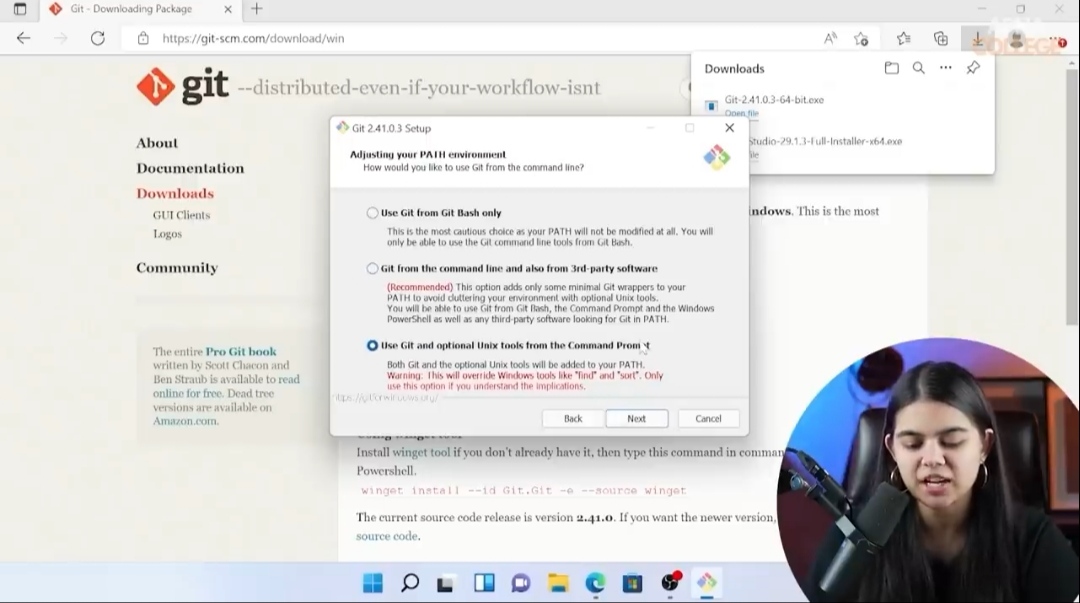 Git - Downloading Package
https://git-scm.com/download/win
COLLEGE
git --distributed-even-if-your-workflow-isnt
Downloads
Git-2.41.0.3-64-bit.exe
Open file
Studio-29.1.3-Full-Installer-x64.exe
file
About
Documentation
Downloads
GUI Clients
Logos
Community
The entire Pro Git book
written by Scott Chacon and
Ben Straub is available to read
online for free. Dead tree
versions are available on
Amazon.com.
Git 2.41.0.3 Setup
Adjusting your PATH environment
How would you like to use Git from the command line?
Use Git from Git Bash only
This is the most cautious choice as your PATH will not be modified at all. You will
only be able to use the Git command line tools from Git Bash.
Git from the command line and also from 3rd-party software
(Recommended) This option adds only some minimal Git wrappers to your
PATH to avoid cluttering your environment with optional Unix tools.
You will be able to use Git from Git Bash, the Command Prompt and the Windows
PowerShell as well as any third-party software looking for Git in PATH.
Use Git and optional Unix tools from the Command Prom t
Both Git and the optional Unix tools will be added to your PATH.
Warning: This will override Windows tools like "find" and "sort". Only
use this option if you understand the implications.
https://gitforwindows.org/
Back
Next
Cancel
ndows. This is the most
Install winget tool if you don't already have it, then type this command in comman
Powershell.
winget install --id Git.Git -e --source winget
The current source code release is version 2.41.0. If you want the newer version,
source code.